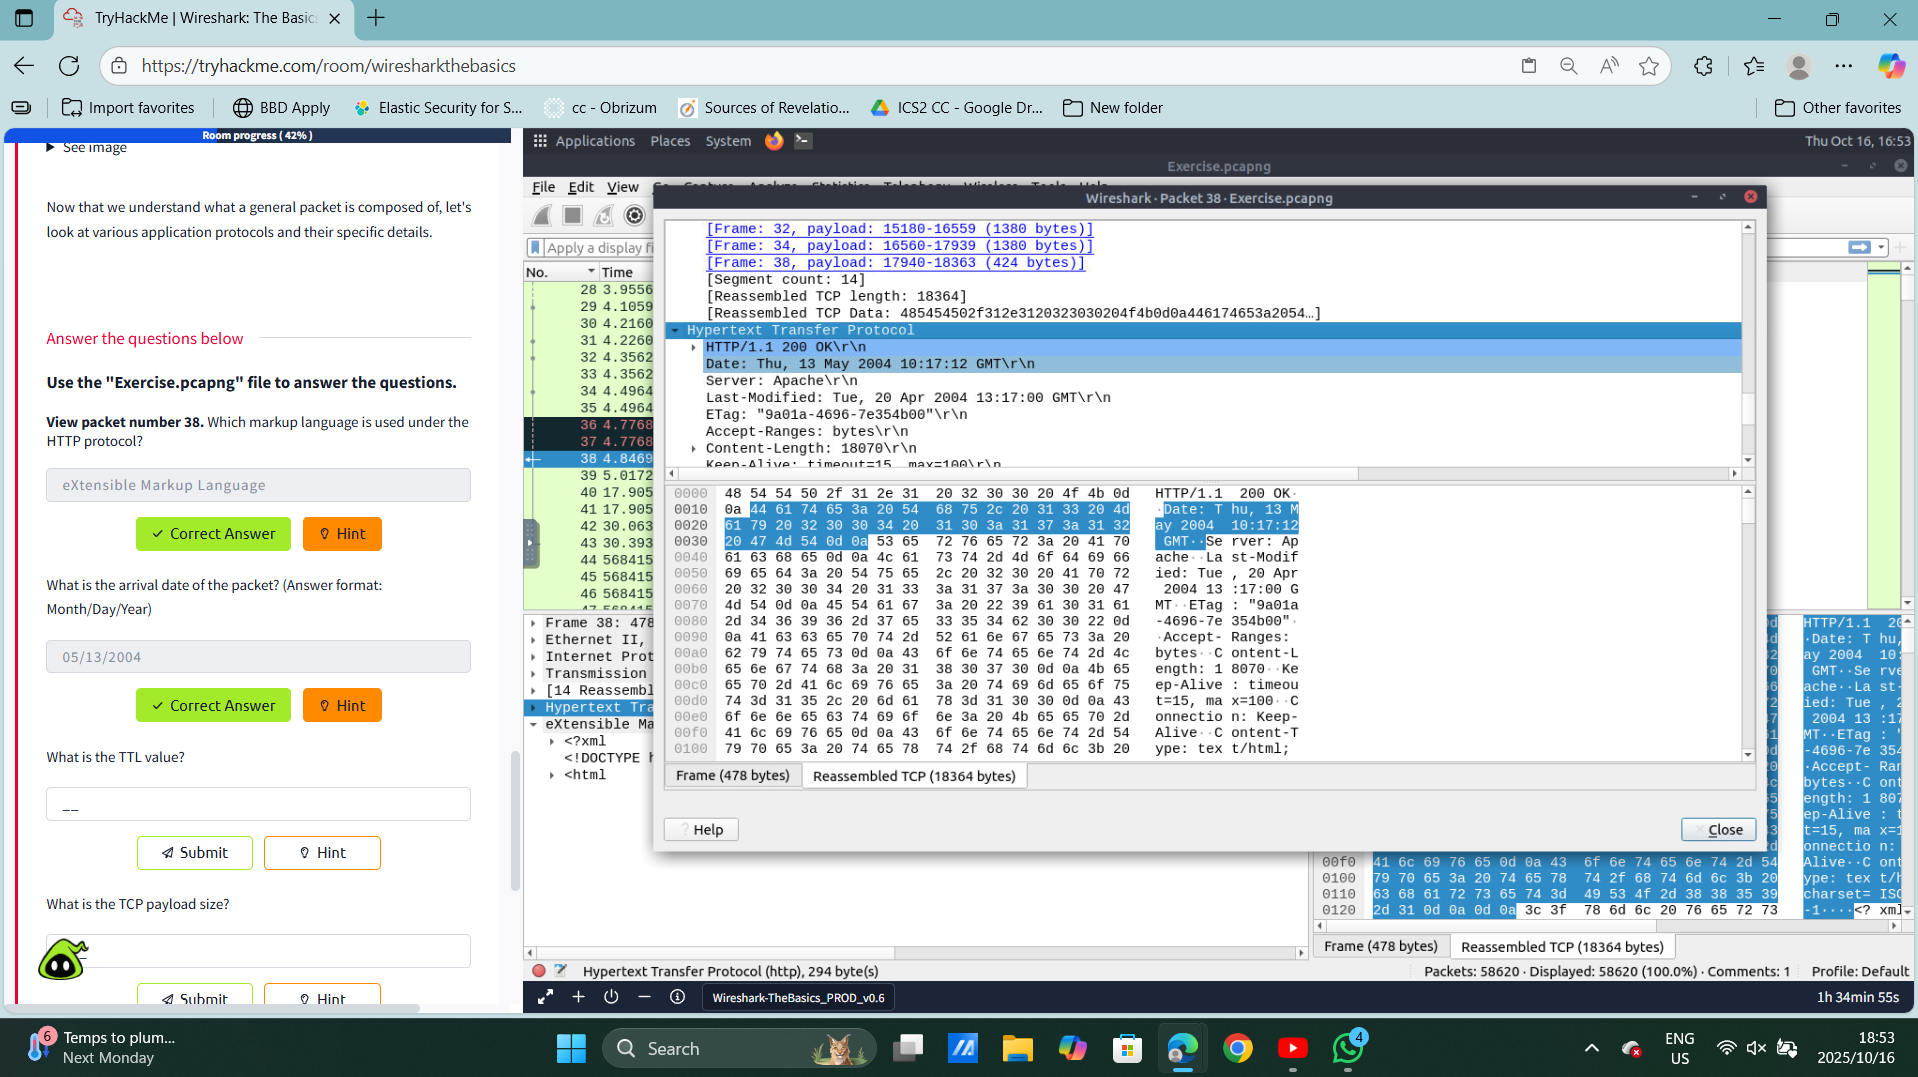 TryHackMe | Wireshark: The Basic
https://tryhackme.com/room/wiresharkthebasics
Import favorites
BBD Apply
Elastic Security for S...
cc - Obrizum
Sources of Revelatio...
ICS2 CC - Google Dr...
New folder
Other favorites
Room progress ( 42% )
See image
Now that we understand what a general packet is composed of, let's
look at various application protocols and their specific details.
Answer the questions below
Use the "Exercise.pcapng" file to answer the questions.
View packet number 38. Which markup language is used under the
HTTP protocol?
eXtensible Markup Language
Correct Answer
Hint
What is the arrival date of the packet? (Answer format:
Month/Day/Year)
05/13/2004
Correct Answer
Hint
What is the TTL value?
__
Submit
Hint
What is the TCP payload size?
Submit
Hint
Applications Places System
Thu Oct 16, 16:53
Exercise.pcapng
File Edit View
Apply a display fi
No. Time
28 3.9556
29 4.1059
30 4.2160
31 4.2260
32 4.3562
33 4.3562
34 4.4964
35 4.4964
36 4.7768
37 4.7768
38 4.8469
39 5.0172
40 17.905
41 17.905
42 30.063
43 30.393
44 568415
45 568415
46 568415
Frame 38: 478
Ethernet II,
Internet Prot
Transmission
[14 Reassembl
Hypertext Tra
eXtensible Ma
<?xml
<!DOCTYPE h
<html
Wireshark · Packet 38 · Exercise.pcapng
[Frame: 32, payload: 15180-16559 (1380 bytes)]
[Frame: 34, payload: 16560-17939 (1380 bytes)]
[Frame: 38, payload: 17940-18363 (424 bytes)]
[Segment count: 14]
[Reassembled TCP length: 18364]
[Reassembled TCP Data: 485454502f312e3120323030204f4b0d0a446174653a2054…]
Hypertext Transfer Protocol
HTTP/1.1 200 OK\r\n
Date: Thu, 13 May 2004 10:17:12 GMT\r\n
Server: Apache\r\n
Last-Modified: Tue, 20 Apr 2004 13:17:00 GMT\r\n
ETag: "9a01a-4696-7e354b00"\r\n
Accept-Ranges: bytes\r\n
Content-Length: 18070\r\n
Keep-Alive: timeout=15, max=100\r\n
0000 48 54 54 50 2f 31 2e 31 20 32 30 30 20 4f 4b 0d HTTP/1.1 200 OK·
0010 0a 44 61 74 65 3a 20 54 68 75 2c 20 31 33 20 4d ·Date: T hu, 13 M
0020 61 79 20 32 30 30 34 20 31 30 3a 31 37 3a 31 32 ay 2004 10:17:12
0030 20 47 4d 54 0d 0a 53 65 72 76 65 72 3a 20 41 70 GMT··Se rver: Ap
0040 61 63 68 65 0d 0a 4c 61 73 74 2d 4d 6f 64 69 66 ache··La st-Modif
0050 69 65 64 3a 20 54 75 65 2c 20 32 30 20 41 70 72 ied: Tue , 20 Apr
0060 20 32 30 30 34 20 31 33 3a 31 37 3a 30 30 20 47 2004 13 :17:00 G
0070 4d 54 0d 0a 45 54 61 67 3a 20 22 39 61 30 31 61 MT··ETag : "9a01a
0080 2d 34 36 39 36 2d 37 65 33 35 34 62 30 30 22 0d -4696-7e 354b00"·
0090 0a 41 63 63 65 70 74 2d 52 61 6e 67 65 73 3a 20 ·Accept- Ranges:
00a0 62 79 74 65 73 0d 0a 43 6f 6e 74 65 6e 74 2d 4c bytes··C ontent-L
00b0 65 6e 67 74 68 3a 20 31 38 30 37 30 0d 0a 4b 65 ength: 1 8070··Ke
00c0 65 70 2d 41 6c 69 76 65 3a 20 74 69 6d 65 6f 75 ep-Alive : timeou
00d0 74 3d 31 35 2c 20 6d 61 78 3d 31 30 30 0d 0a 43 t=15, ma x=100··C
00e0 6f 6e 6e 65 63 74 69 6f 6e 3a 20 4b 65 65 70 2d onnectio n: Keep-
00f0 41 6c 69 76 65 0d 0a 43 6f 6e 74 65 6e 74 2d 54 Alive··C ontent-T
0100 79 70 65 3a 20 74 65 78 74 2f 68 74 6d 6c 3b 20 ype: tex t/html;
Frame (478 bytes)
Reassembled TCP (18364 bytes)
Help
Close
HTTP/1.1 20
·Date: T hu,
ay 2004 10:
GMT··Se rve
ache··La st-
ied: Tue , 2
2004 13 :17
MT··ETag : "
-4696-7e 354
·Accept- Ran
bytes··C ont
ength: 1 807
ep-Alive : t
t=15, ma x=1
onnectio n:
00f0 41 6c 69 76 65 0d 0a 43 6f 6e 74 65 6e 74 2d 54 Alive··C ont
0100 79 70 65 3a 20 74 65 78 74 2f 68 74 6d 6c 3b 20 ype: tex t/h
0110 63 68 61 72 73 65 74 3d 49 53 4f 2d 38 38 35 39 charset= ISO
0120 2d 31 0d 0a 0d 0a 3c 3f 78 6d 6c 20 76 65 72 73 -1····<? xml
Frame (478 bytes)
Reassembled TCP (18364 bytes)
Hypertext Transfer Protocol (http), 294 byte(s)
Packets: 58620 · Displayed: 58620 (100.0%) · Comments: 1
Profile: Default
Wireshark-TheBasics_PROD_v0.6
1h 34min 55s
6
Temps to plum...
Next Monday
Search
4
ENG
US
18:53
2025/10/16